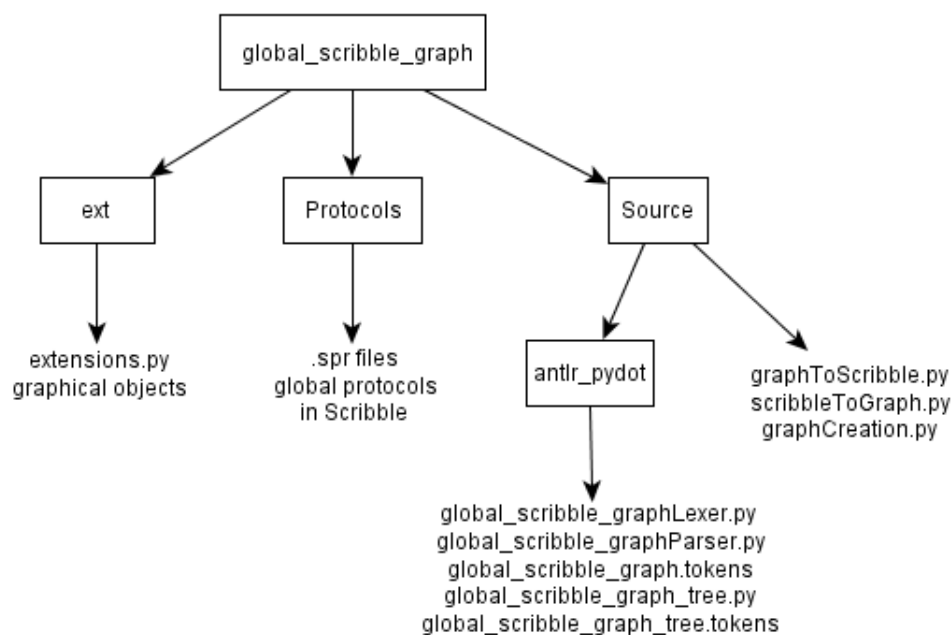 global_scribble_graph
ext
Protocols
Source
extensions.py
graphical objects
.spr files
global protocols
in Scribble
antlr_pydot
graphToScribble.py
scribbleToGraph.py
graphCreation.py
global_scribble_graphLexer.py
global_scribble_graphParser.py
global_scribble_graph.tokens
global_scribble_graph_tree.py
global_scribble_graph_tree.tokens